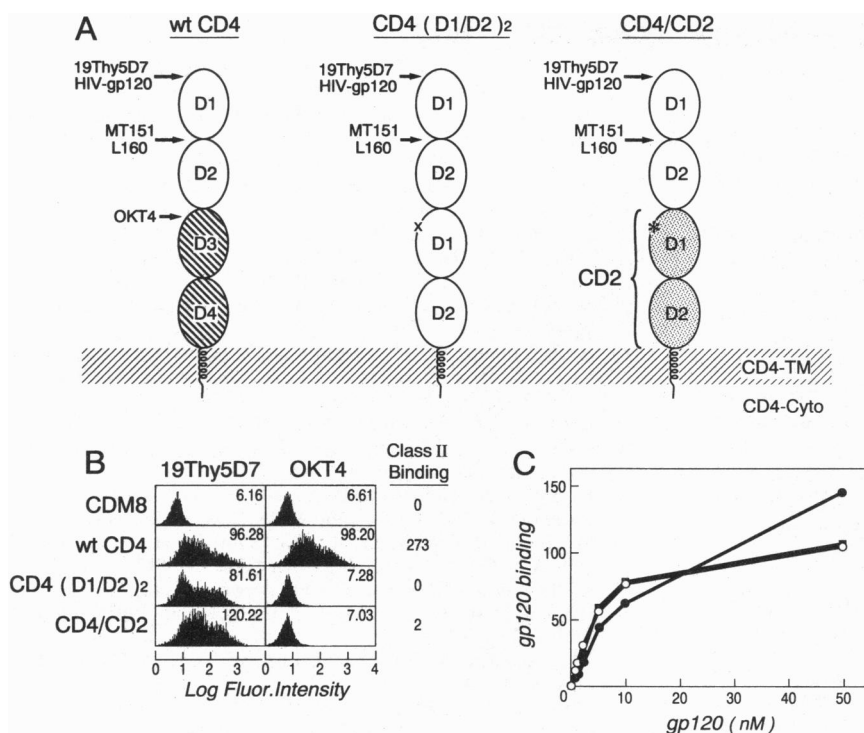 A
wt CD4
CD4 ( D1/D2 )₂
CD4/CD2
19Thy5D7
HIV-gp120
D1
MT151
L160
D2
OKT4
D3
D4
19Thy5D7
HIV-gp120
D1
MT151
L160
D2
x
D1
D2
19Thy5D7
HIV-gp120
D1
MT151
L160
D2
CD2
*
D1
D2
CD4-TM
CD4-Cyto
B
19Thy5D7
OKT4
Class II
Binding
CDM8
6.16
6.61
0
wt CD4
96.28
98.20
273
CD4 ( D1/D2 )₂
81.61
7.28
0
CD4/CD2
120.22
7.03
2
0 1 2 3 0 1 2 3 4
Log Fluor.Intensity
C
gp120 binding
150
100
50
0 10 20 30 40 50
gp120 ( nM )